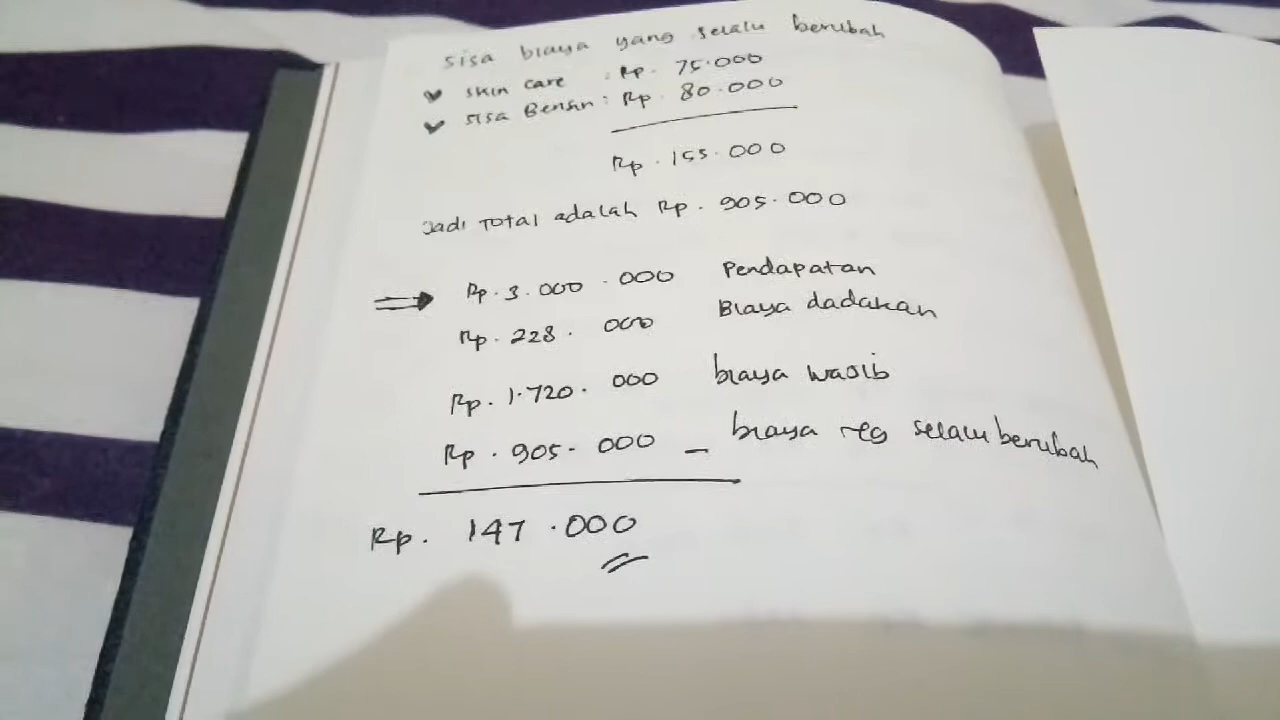 sisa biaya yang selalu berubah
skin care : Rp. 75.000
sisa Bensin : Rp. 80.000
Rp. 155.000
Jadi Total adalah Rp. 905.000
Rp. 3.000.000 Pendapatan
Rp. 228.000 Biaya dadakan
Rp. 1.720.000 biaya wajib
Rp. 905.000 - biaya reg selalu berubah
Rp. 147.000